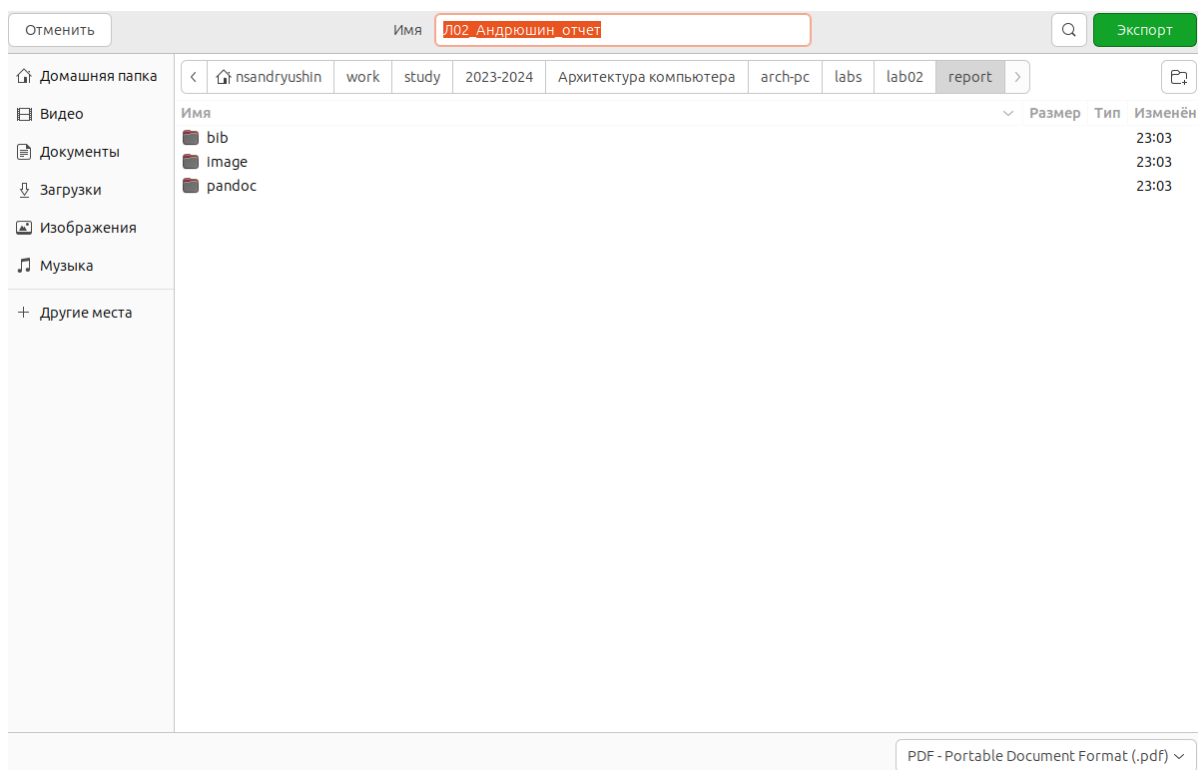 Отменить Имя Л02_Андрюшин_отчет Экспорт
Домашняя папка nsandryushin work study 2023-2024 Архитектура компьютера arch-pc labs lab02 report
Видео
Документы
Загрузки
Изображения
Музыка
Другие места
Имя Размер Тип Изменён
bib 23:03
image 23:03
pandoc 23:03
PDF - Portable Document Format (.pdf)